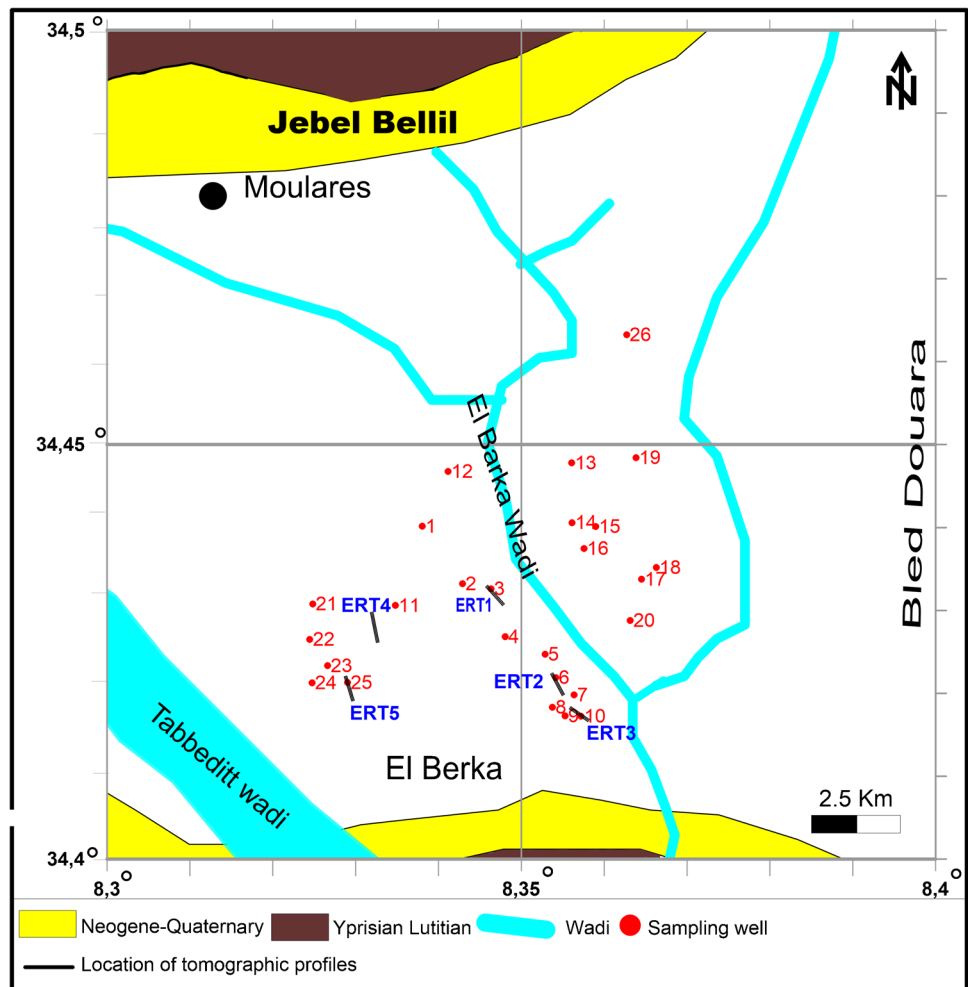 34,5°
N
Jebel Bellil
Moulares
26
Bled Douara
34,45°
El Barka Wadi
19
13
12
14
15
1
16
18
17
2
3
21
ERT4
11
ERT1
20
22
4
5
23
ERT2
6
24
25
7
8
ERT5
9
10
ERT3
Tabbeditt wadi
El Berka
2.5 Km
34,4°
8,3°
8,35°
8,4°
Neogene-Quaternary
Yprisian Lutitian
Wadi
Sampling well
Location of tomographic profiles